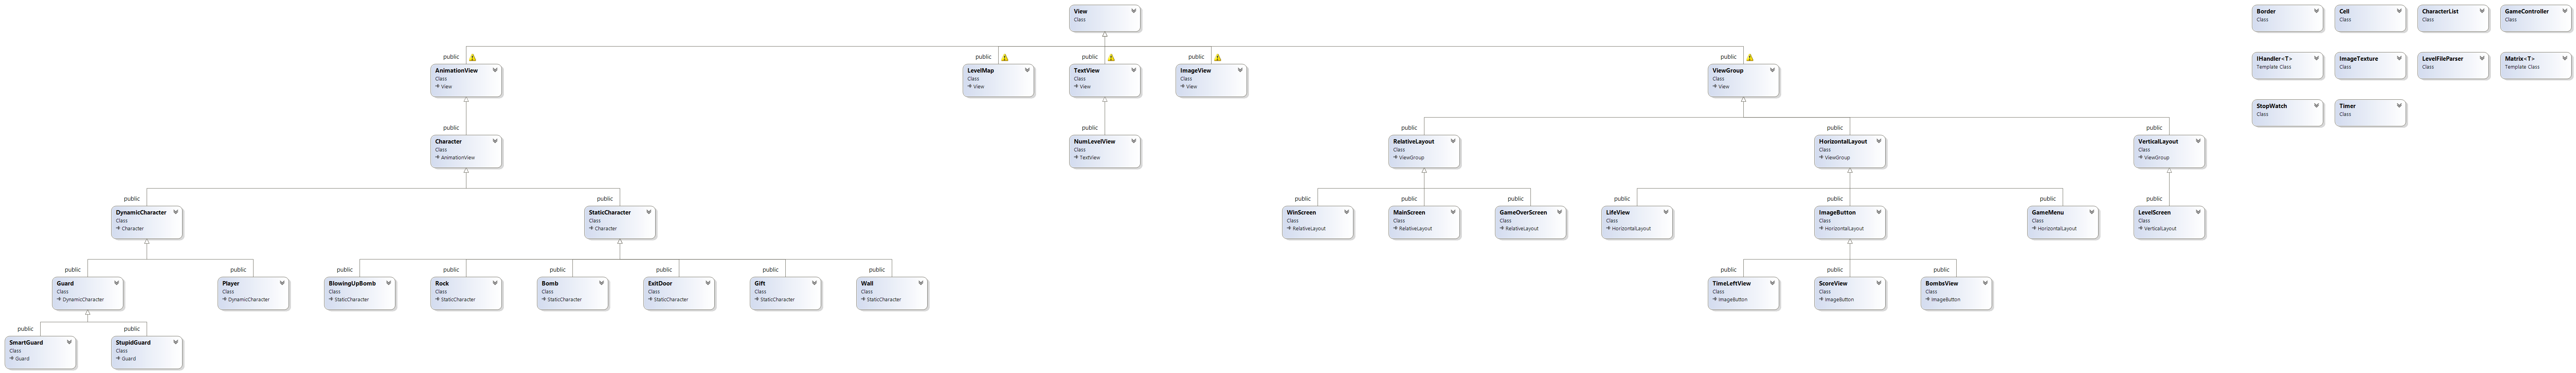 View
Class
Border
Class
Cell
Class
CharacterList
Class
GameController
Class
public
public
public
public
public
AnimationView
Class
View
LevelMap
Class
View
TextView
Class
View
ImageView
Class
View
ViewGroup
Class
View
IHandler<T>
Template Class
ImageTexture
Class
LevelFileParser
Class
Matrix<T>
Template Class
StopWatch
Class
Timer
Class
public
public
public
public
public
Character
Class
AnimationView
NumLevelView
Class
TextView
RelativeLayout
Class
ViewGroup
HorizontalLayout
Class
ViewGroup
VerticalLayout
Class
ViewGroup
public
public
public
public
public
public
public
public
public
DynamicCharacter
Class
Character
StaticCharacter
Class
Character
WinScreen
Class
RelativeLayout
MainScreen
Class
RelativeLayout
GameOverScreen
Class
RelativeLayout
LifeView
Class
HorizontalLayout
ImageButton
Class
HorizontalLayout
GameMenu
Class
HorizontalLayout
LevelScreen
Class
VerticalLayout
public
public
public
public
public
public
public
public
public
public
public
Guard
Class
DynamicCharacter
Player
Class
DynamicCharacter
BlowingUpBomb
Class
StaticCharacter
Rock
Class
StaticCharacter
Bomb
Class
StaticCharacter
ExitDoor
Class
StaticCharacter
Gift
Class
StaticCharacter
Wall
Class
StaticCharacter
TimeLeftView
Class
ImageButton
ScoreView
Class
ImageButton
BombsView
Class
ImageButton
public
public
SmartGuard
Class
Guard
StupidGuard
Class
Guard